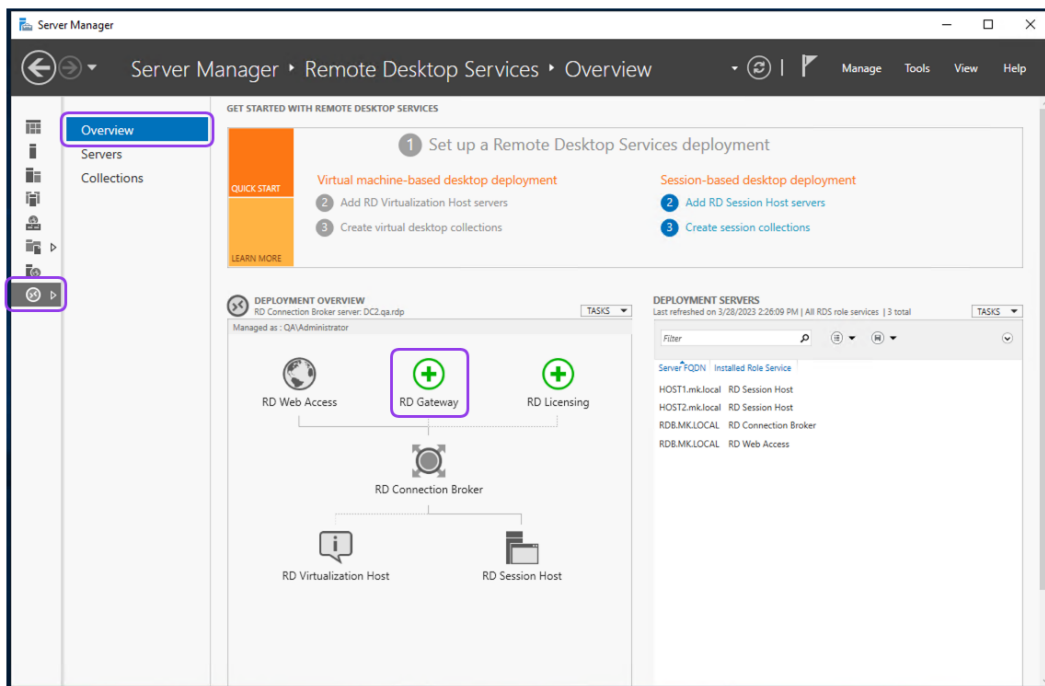 Server Manager
Server Manager ‣ Remote Desktop Services ‣ Overview
Manage Tools View Help
Overview
Servers
Collections
GET STARTED WITH REMOTE DESKTOP SERVICES
QUICK START
LEARN MORE
1 Set up a Remote Desktop Services deployment
Virtual machine-based desktop deployment
2 Add RD Virtualization Host servers
3 Create virtual desktop collections
Session-based desktop deployment
2 Add RD Session Host servers
3 Create session collections
DEPLOYMENT OVERVIEW
RD Connection Broker server: DC2.qa.rdp
TASKS
Managed as : QA\Administrator
RD Web Access
RD Gateway
RD Licensing
RD Connection Broker
RD Virtualization Host
RD Session Host
DEPLOYMENT SERVERS
Last refreshed on 3/28/2023 2:26:09 PM | All RDS role services | 3 total
TASKS
Filter
Server FQDN Installed Role Service
HOST1.mk.local RD Session Host
HOST2.mk.local RD Session Host
RDB.MK.LOCAL RD Connection Broker
RDB.MK.LOCAL RD Web Access